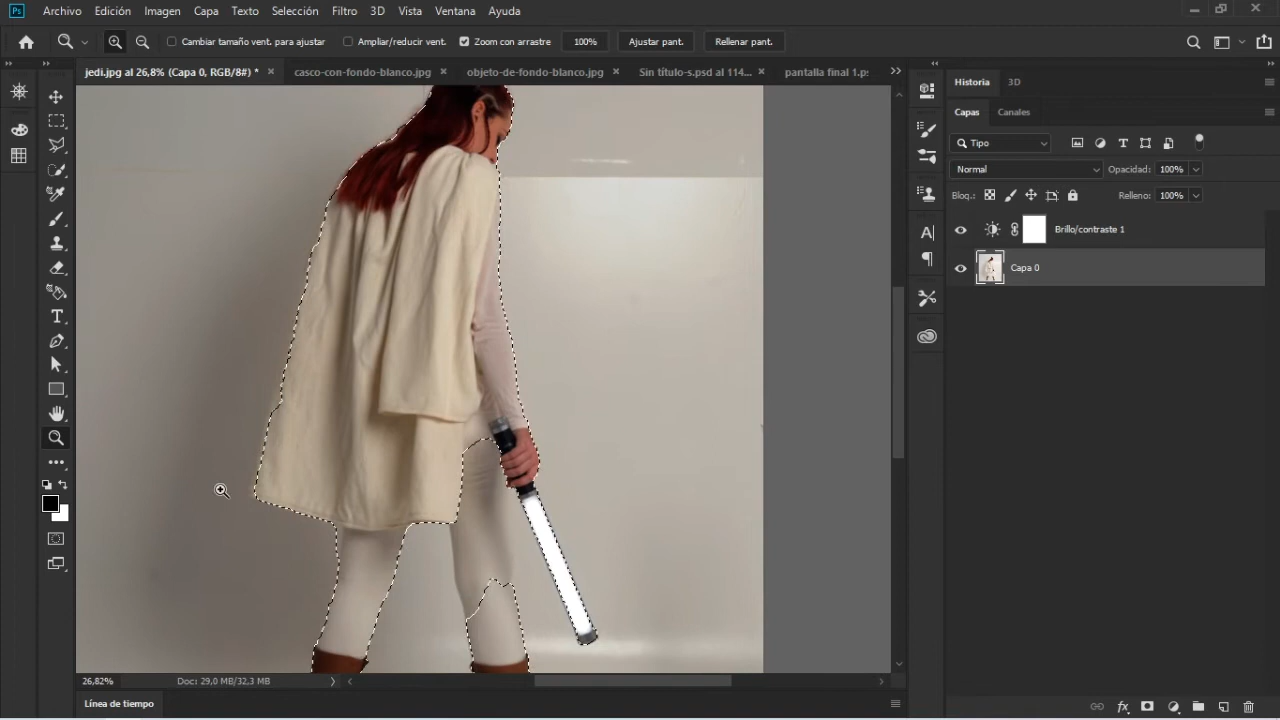 Ps Archivo Edición Imagen Capa Texto Selección Filtro 3D Vista Ventana Ayuda
Cambiar tamaño vent. para ajustar Ampliar/reducir vent. Zoom con arrastre 100% Ajustar pant. Rellenar pant.
jedi.jpg al 26,8% (Capa 0, RGB/8#) * casco-con-fondo-blanco.jpg objeto-de-fondo-blanco.jpg Sin título-s.psd al 114... pantalla final 1.ps
Historia 3D
Capas Canales
Tipo
Normal Opacidad: 100%
Bloq.: Relleno: 100%
Brillo/contraste 1
Capa 0
26,82% Doc: 29,0 MB/32,3 MB
Línea de tiempo